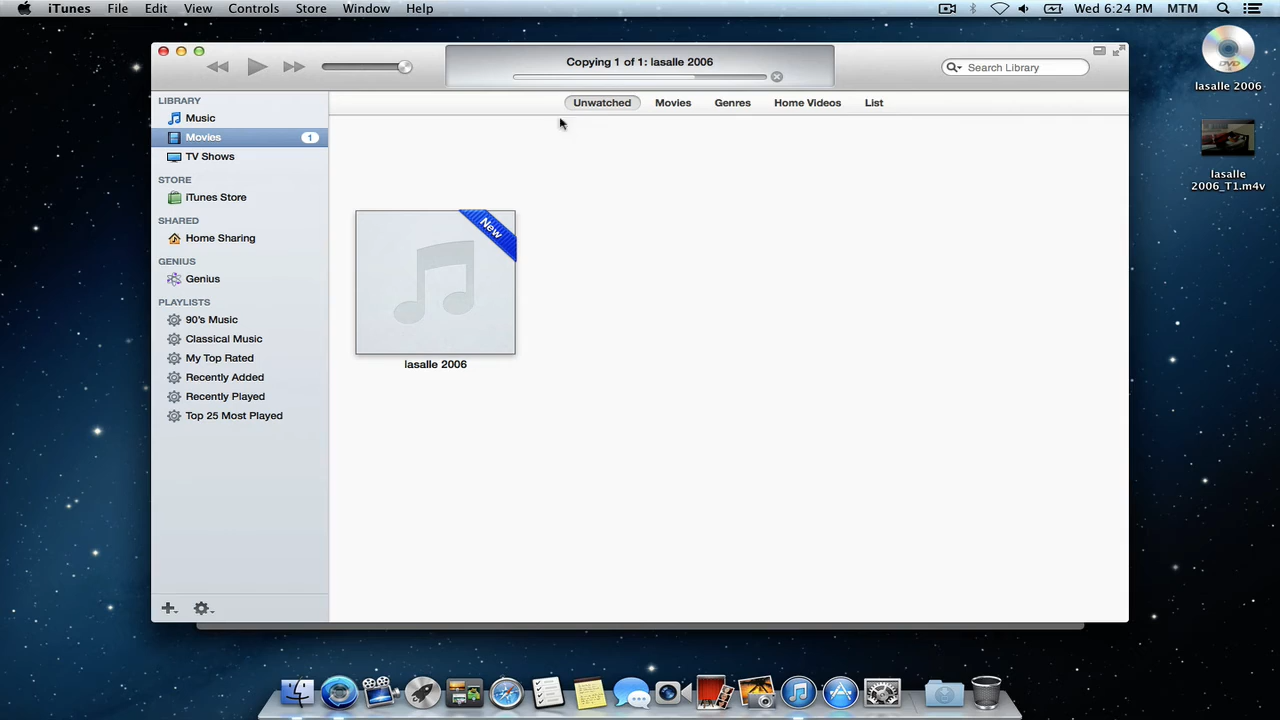 iTunes File Edit View Controls Store Window Help
Wed 6:24 PM MTM
Copying 1 of 1: lasalle 2006
Search Library
Unwatched Movies Genres Home Videos List
LIBRARY
Music
Movies 1
TV Shows
STORE
iTunes Store
SHARED
Home Sharing
GENIUS
Genius
PLAYLISTS
90's Music
Classical Music
My Top Rated
Recently Added
Recently Played
Top 25 Most Played
New
lasalle 2006
DVD
lasalle 2006
lasalle
2006_T1.m4v